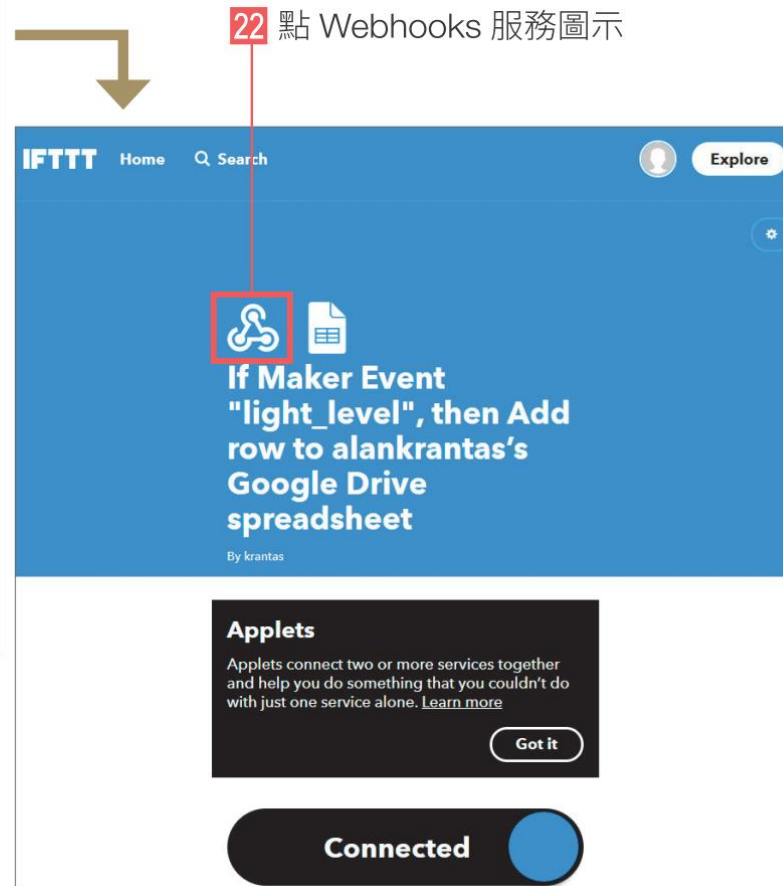 22 點 Webhooks 服務圖示
IFTTT Home Search Explore
If Maker Event
"light_level", then Add
row to alankrantas's
Google Drive
spreadsheet
By krantas
Applets
Applets connect two or more services together
and help you do something that you couldn't do
with just one service alone. Learn more
Got it
Connected